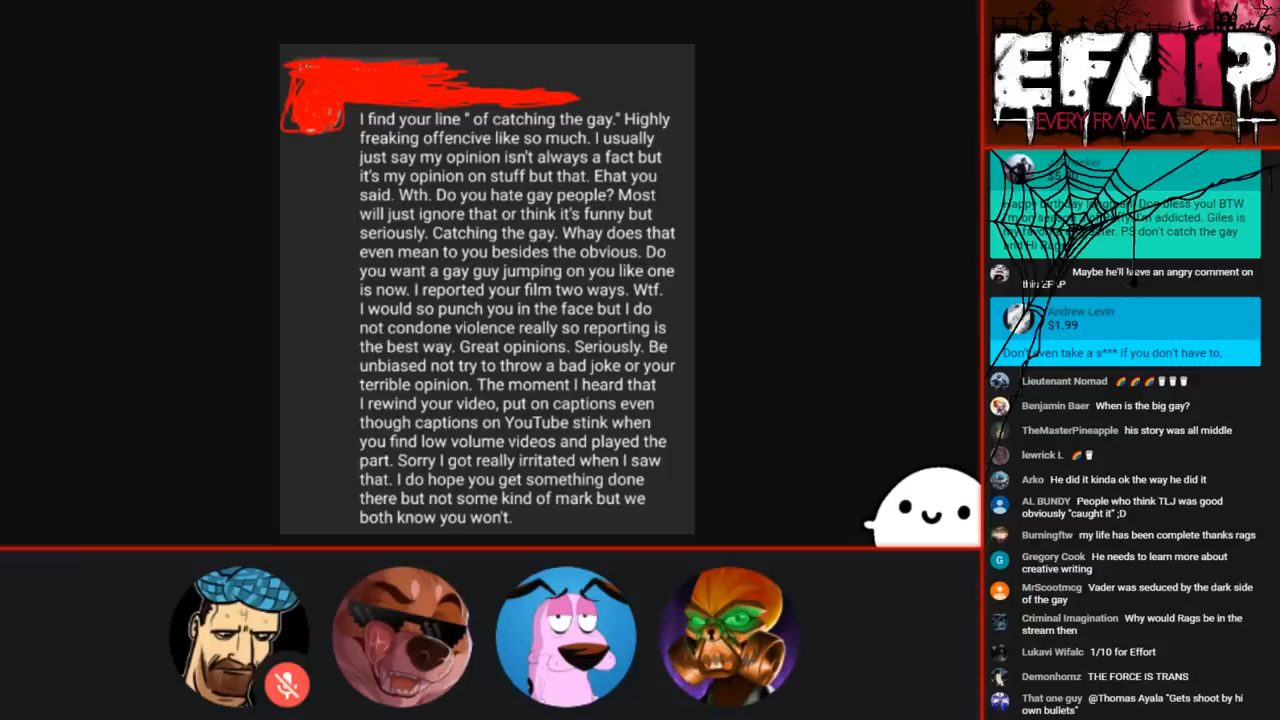 I find your line " of catching the gay." Highly
freaking offencive like so much. I usually
just say my opinion isn't always a fact but
it's my opinion on stuff but that. Ehat you
said. Wth. Do you hate gay people? Most
will just ignore that or think it's funny but
seriously. Catching the gay. Whay does that
even mean to you besides the obvious. Do
you want a gay guy jumping on you like one
is now. I reported your film two ways. Wtf.
I would so punch you in the face but I do
not condone violence really so reporting is
the best way. Great opinions. Seriously. Be
unbiased not try to throw a bad joke or your
terrible opinion. The moment I heard that
I rewind your video, put on captions even
though captions on YouTube stink when
you find low volume videos and played the
part. Sorry I got really irritated when I saw
that. I do hope you get something done
there but not some kind of mark but we
both know you won't.
EFAP
EVERY FRAME A SCREAM
Happy birthday bless you! BTW
I'm on addicted. Giles is
my PS don't catch the gay
and Hi
Maybe he'll leave an angry comment on
this EFAP
Andrew Levin
$1.99
Don't even take a s*** if you don't have to,
Lieutenant Nomad 🌈🌈🌈🥛🥛🥛
Benjamin Baer When is the big gay?
TheMasterPineapple his story was all middle
lewrick L 🌈🥛
Arko He did it kinda ok the way he did it
AL BUNDY People who think TLJ was good
obviously "caught it" ;D
Burningftw my life has been complete thanks rags
G
Gregory Cook He needs to learn more about
creative writing
MrScootmcg Vader was seduced by the dark side
of the gay
Criminal Imagination Why would Rags be in the
stream then
Lukavi Wifalc 1/10 for Effort
Demonhornz THE FORCE IS TRANS
That one guy @Thomas Ayala "Gets shoot by hi
own bullets"